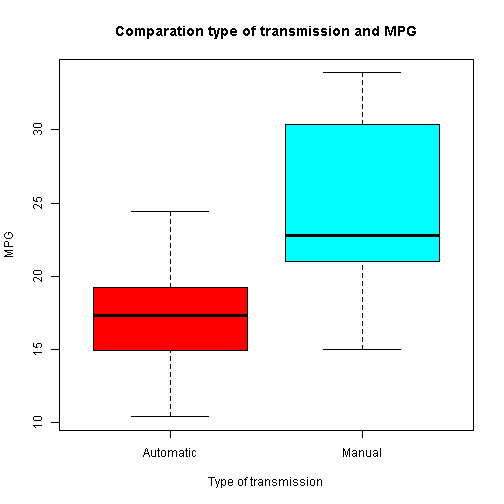 Comparation type of transmission and MPG
MPG
30
25
20
15
10
Automatic Manual
Type of transmission